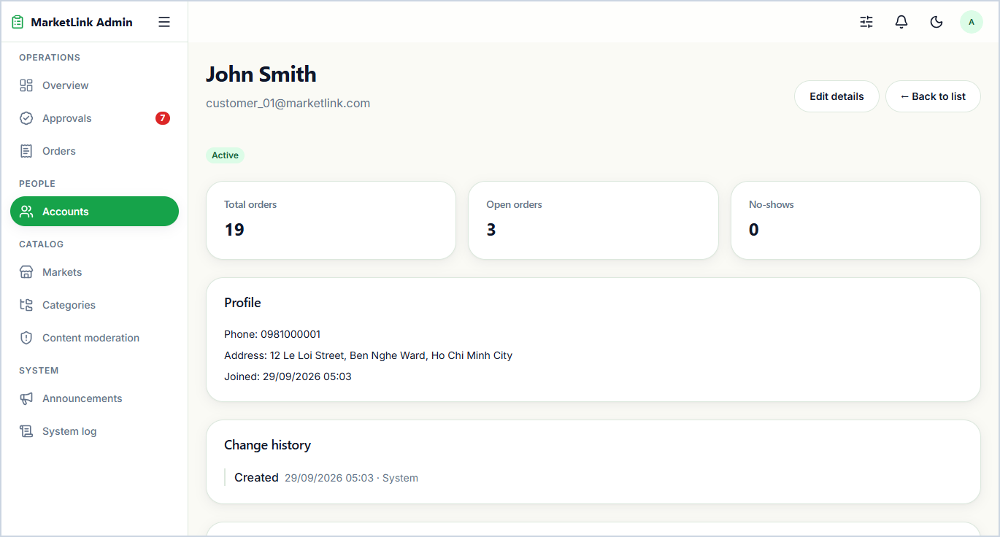 MarketLink Admin
A
OPERATIONS
Overview
Approvals 7
Orders
PEOPLE
Accounts
CATALOG
Markets
Categories
Content moderation
SYSTEM
Announcements
System log
John Smith
customer_01@marketlink.com
Edit details
← Back to list
Active
Total orders
19
Open orders
3
No-shows
0
Profile
Phone: 0981000001
Address: 12 Le Loi Street, Ben Nghe Ward, Ho Chi Minh City
Joined: 29/09/2026 05:03
Change history
Created 29/09/2026 05:03 · System